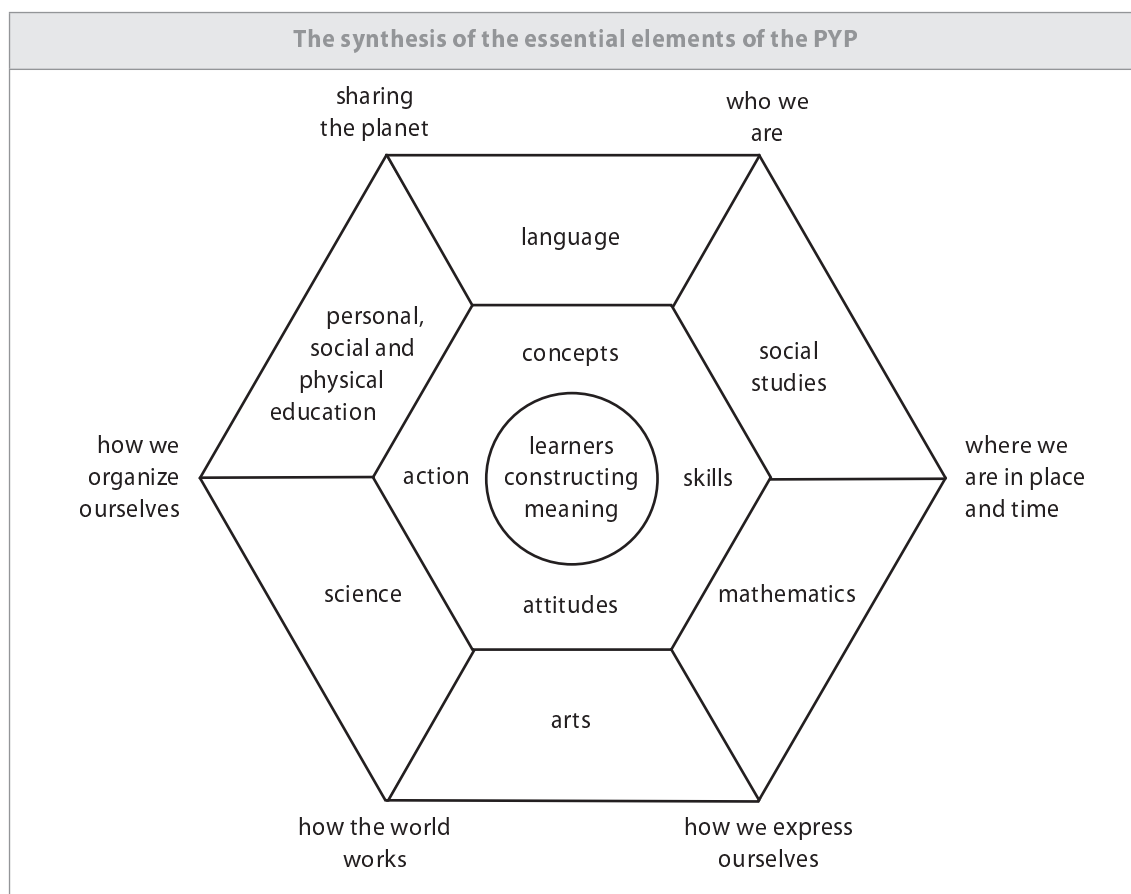 The synthesis of the essential elements of the PYP
sharing
the planet
who we
are
language
personal,
social and
physical
education
concepts
social
studies
how we
organize
ourselves
action
learners
constructing
meaning
skills
where we
are in place
and time
science
attitudes
mathematics
arts
how the world
works
how we express
ourselves